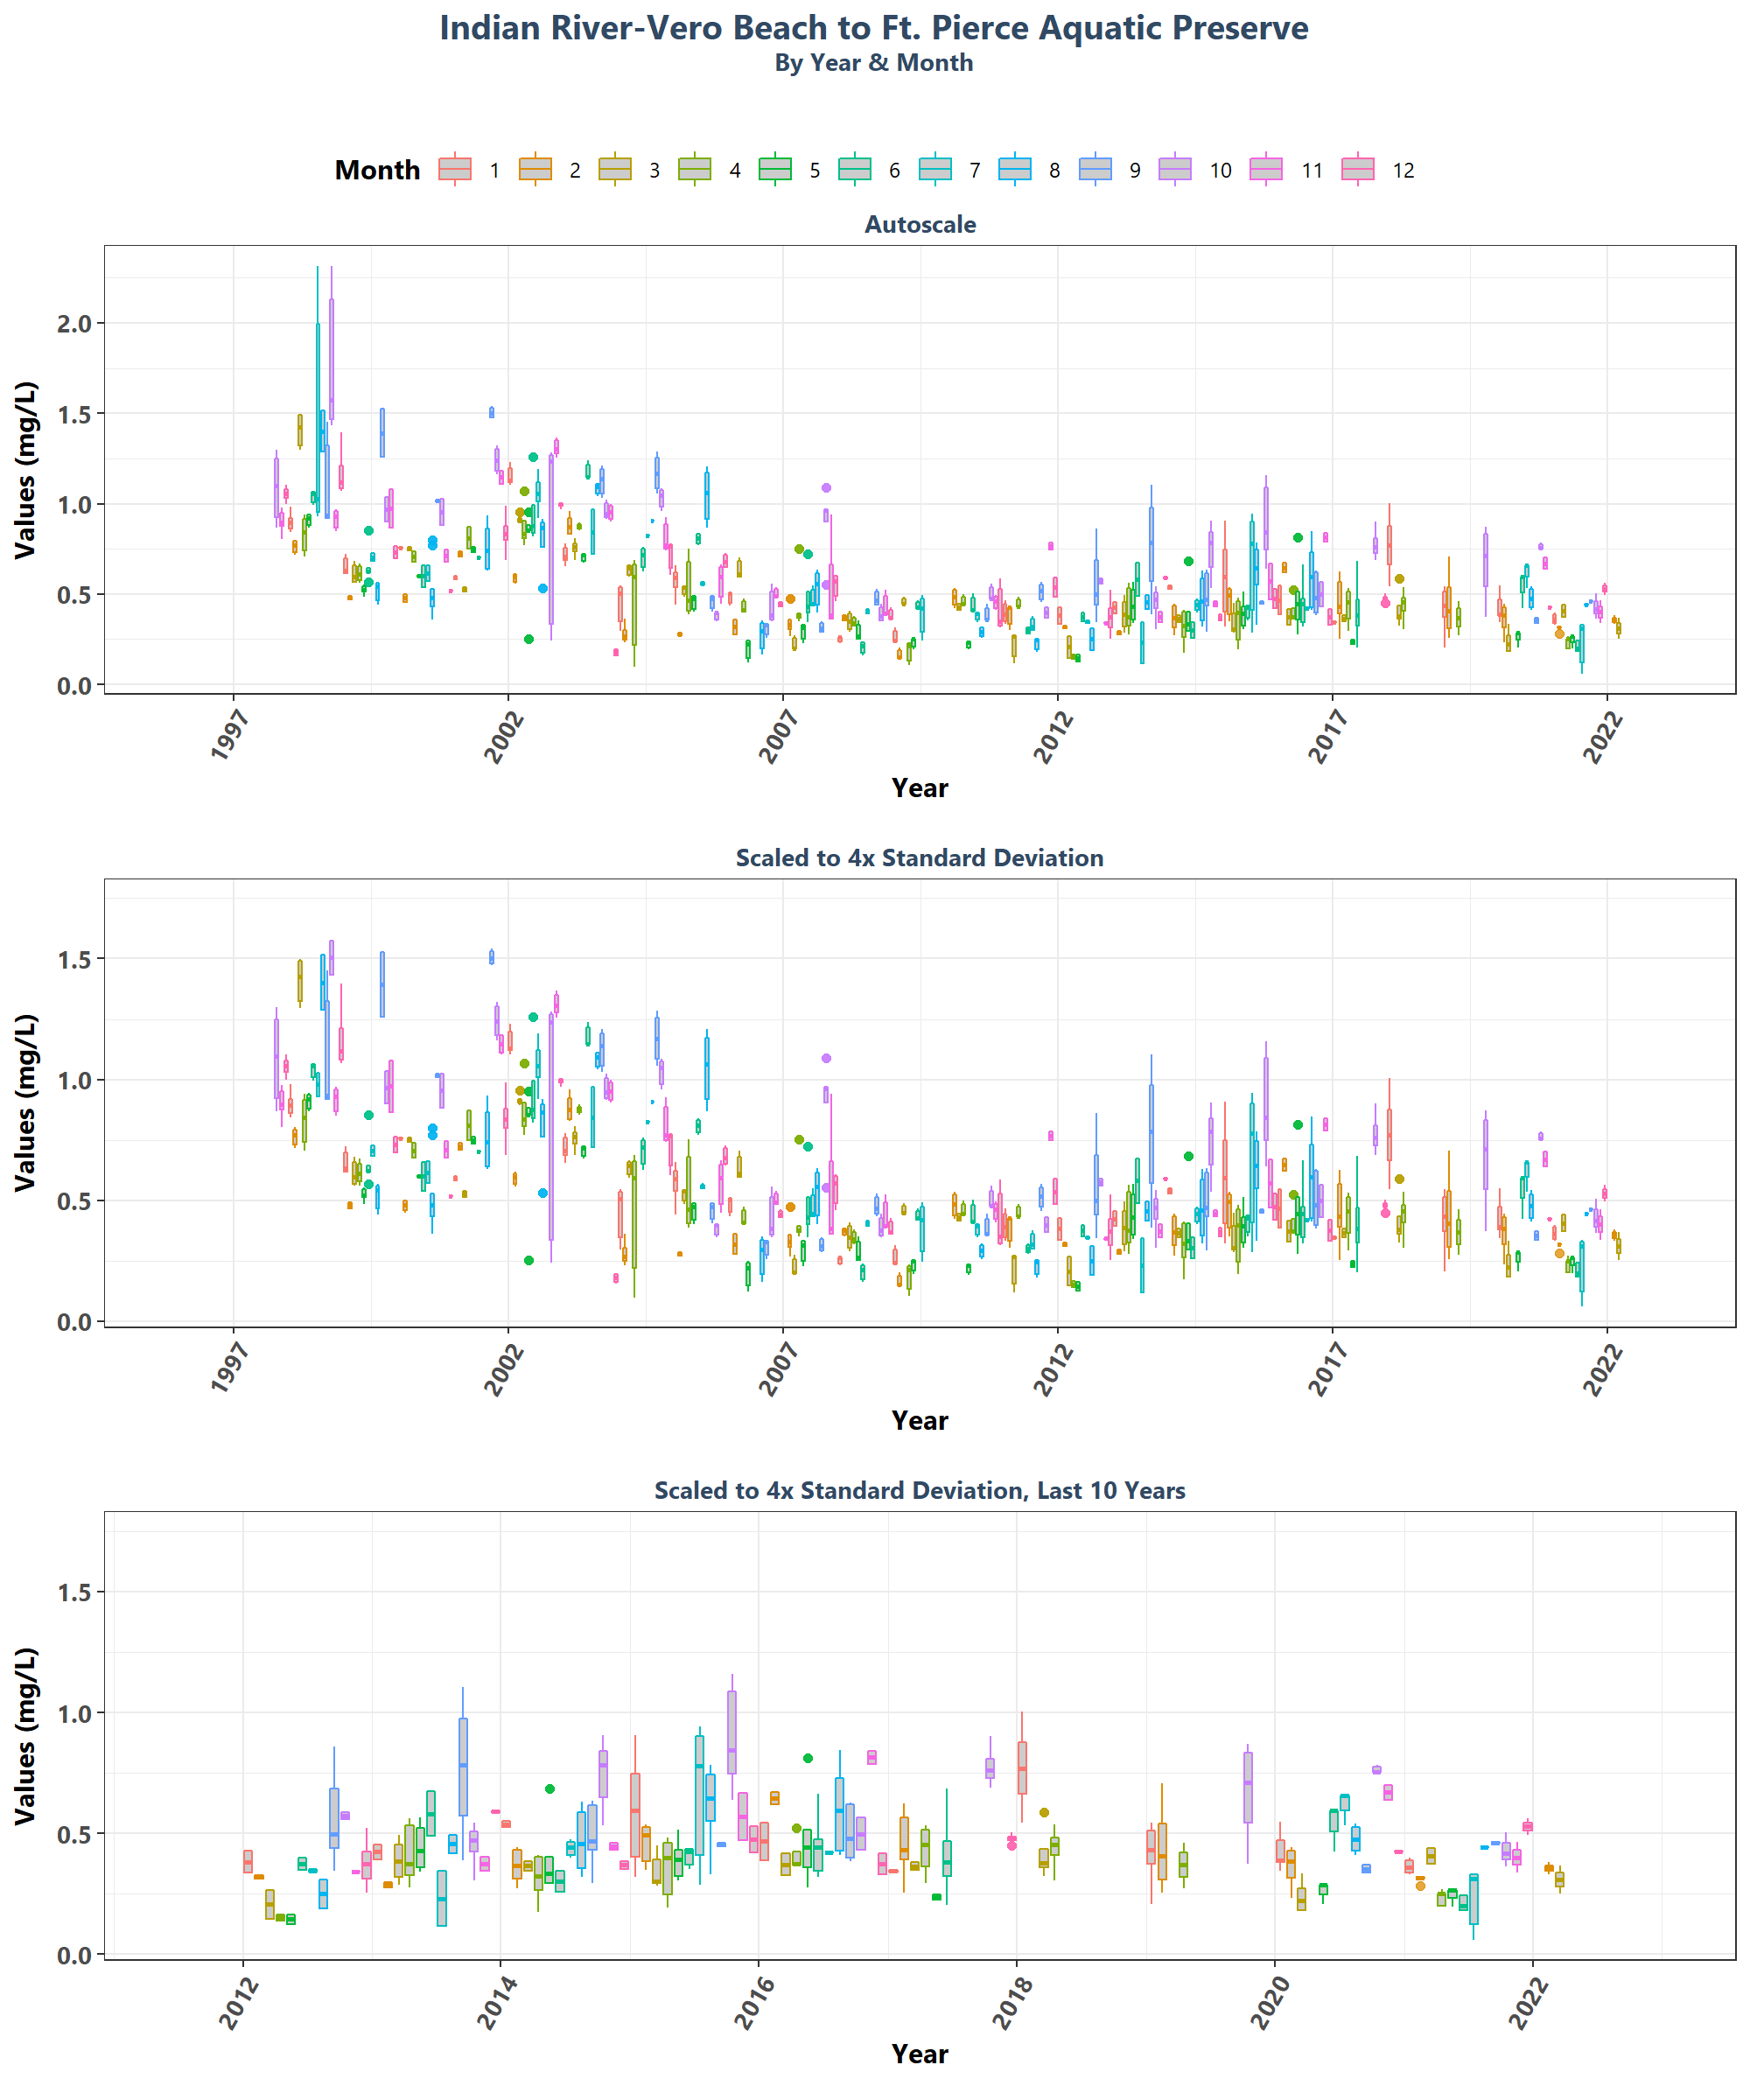 Indian River-Vero Beach to Ft. Pierce Aquatic Preserve
By Year & Month
Month 1 2 3 4 5 6 7 8 9 10 11 12
Autoscale
Values (mg/L)
2.0
1.5
1.0
0.5
0.0
1997 2002 2007 2012 2017 2022
Year
Scaled to 4x Standard Deviation
Values (mg/L)
1.5
1.0
0.5
0.0
1997 2002 2007 2012 2017 2022
Year
Scaled to 4x Standard Deviation, Last 10 Years
Values (mg/L)
1.5
1.0
0.5
0.0
2012 2014 2016 2018 2020 2022
Year